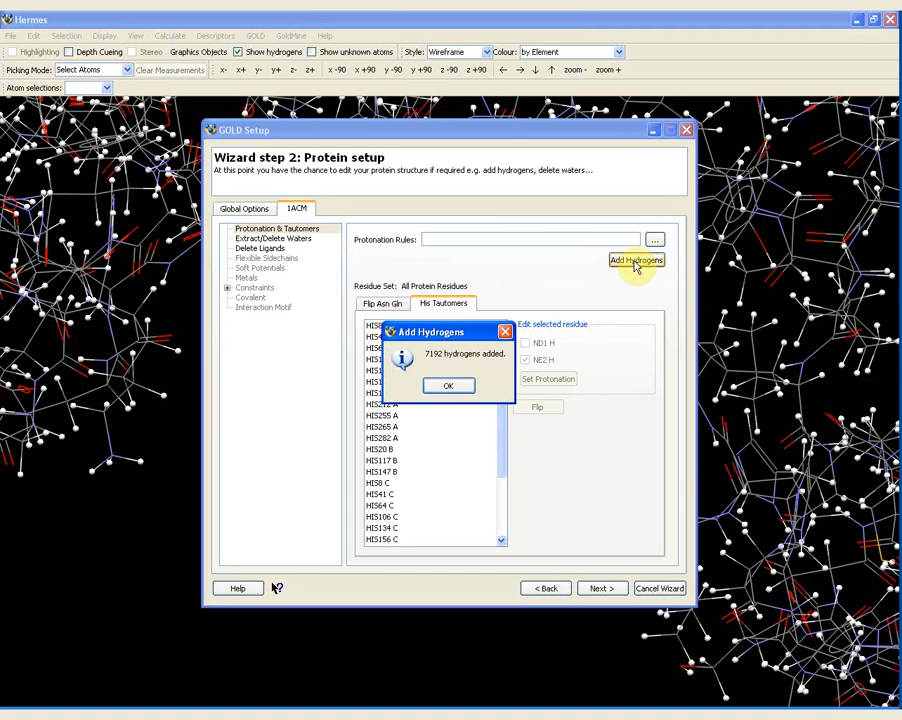 Hermes
File Edit Selection Display View Calculate Descriptors GOLD GoldMine Help
Highlighting Depth Cueing Stereo Graphics Objects Show hydrogens Show unknown atoms Style: Wireframe Colour: by Element
Picking Mode: Select Atoms Clear Measurements x- x+ y- y+ z- z+ x -90 x +90 y -90 y +90 z -90 z +90 zoom - zoom +
Atom selections:
GOLD Setup
Wizard step 2: Protein setup
At this point you have the chance to edit your protein structure if required e.g. add hydrogens, delete waters...
Global Options 1ACM
Protonation & Tautomers
Extract/Delete Waters
Delete Ligands
Flexible Sidechains
Soft Potentials
Metals
Constraints
Covalent
Interaction Motif
Protonation Rules: ...
Add Hydrogens
Residue Set: All Protein Residues
Flip Asn Gln His Tautomers
Edit selected residue
ND1 H
NE2 H
Set Protonation
Flip
Add Hydrogens
7192 hydrogens added.
OK
HIS255 A
HIS265 A
HIS282 A
HIS20 B
HIS117 B
HIS147 B
HIS8 C
HIS41 C
HIS64 C
HIS106 C
HIS134 C
HIS156 C
Help ? < Back Next > Cancel Wizard